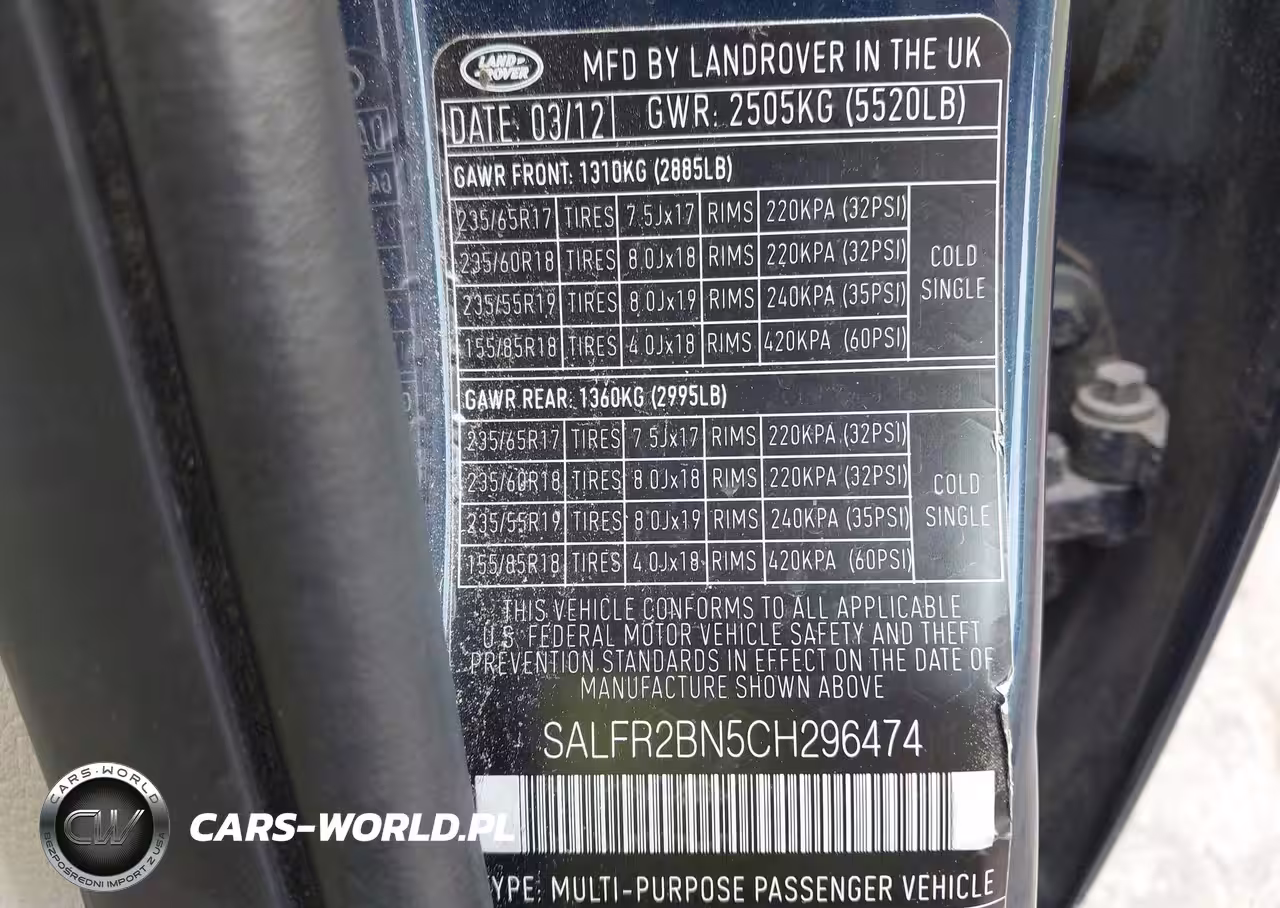 LAND-ROVER
MFD BY LANDROVER IN THE UK
DATE: 03/12 GWR: 2505KG (5520LB)
GAWR FRONT: 1310KG (2885LB)
235/65R17 TIRES 7.5Jx17 RIMS 220KPA (32PSI)
235/60R18 TIRES 8.0Jx18 RIMS 220KPA (32PSI)
235/55R19 TIRES 8.0Jx19 RIMS 240KPA (35PSI)
155/85R18 TIRES 4.0Jx18 RIMS 420KPA (60PSI)
COLD
SINGLE
GAWR REAR: 1360KG (2995LB)
235/65R17 TIRES 7.5Jx17 RIMS 220KPA (32PSI)
235/60R18 TIRES 8.0Jx18 RIMS 220KPA (32PSI)
235/55R19 TIRES 8.0Jx19 RIMS 240KPA (35PSI)
155/85R18 TIRES 4.0Jx18 RIMS 420KPA (60PSI)
COLD
SINGLE
THIS VEHICLE CONFORMS TO ALL APPLICABLE
U.S. FEDERAL MOTOR VEHICLE SAFETY AND THEFT
PREVENTION STANDARDS IN EFFECT ON THE DATE OF
MANUFACTURE SHOWN ABOVE
SALFR2BN5CH296474
YPE: MULTI-PURPOSE PASSENGER VEHICLE
CARS-WORLD
CW
BEZPOŚREDNI IMPORT Z USA
CARS-WORLD.PL